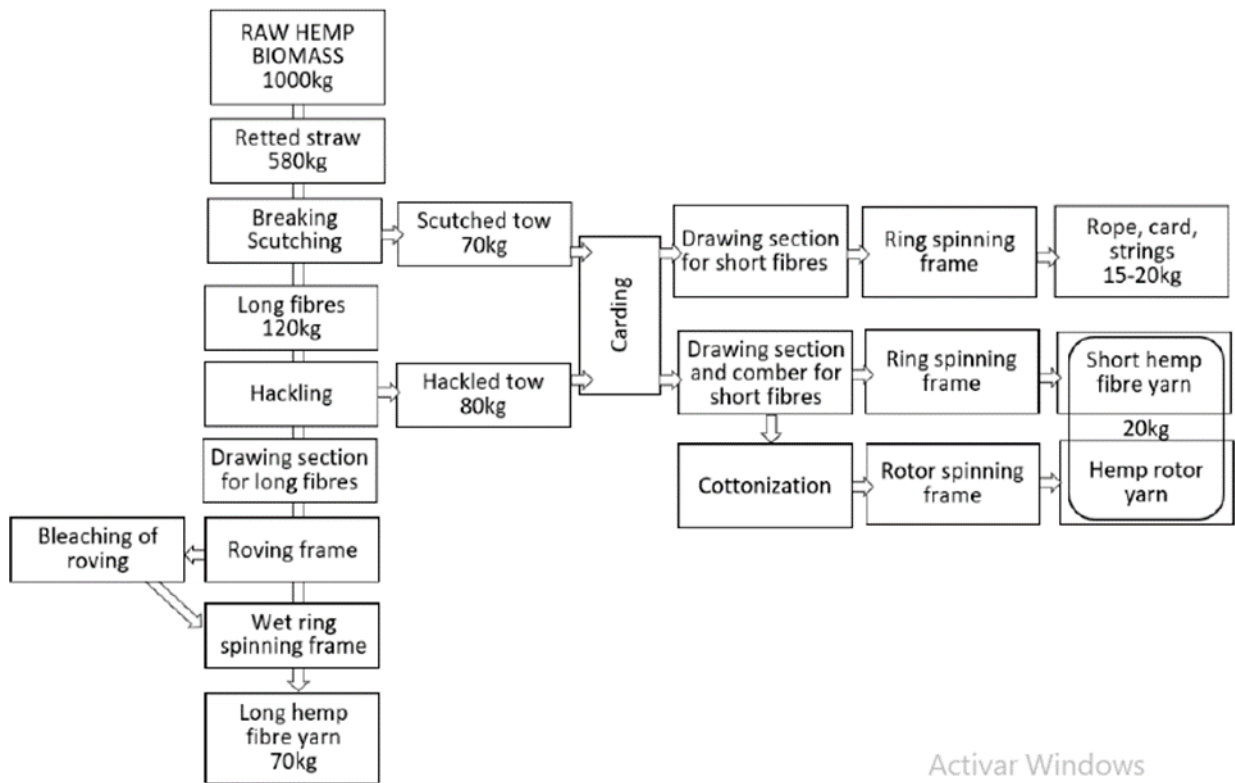 RAW HEMP
BIOMASS
1000kg
Retted straw
580kg
Breaking
Scutching
Scutched tow
70kg
Long fibres
120kg
Hackling
Hackled tow
80kg
Carding
Drawing section
for short fibres
Ring spinning
frame
Rope, card,
strings
15-20kg
Drawing section
and comber for
short fibres
Ring spinning
frame
Short hemp
fibre yarn
20kg
Cottonization
Rotor spinning
frame
Hemp rotor
yarn
Drawing section
for long fibres
Roving frame
Bleaching of
roving
Wet ring
spinning frame
Long hemp
fibre yarn
70kg
Activar Windows